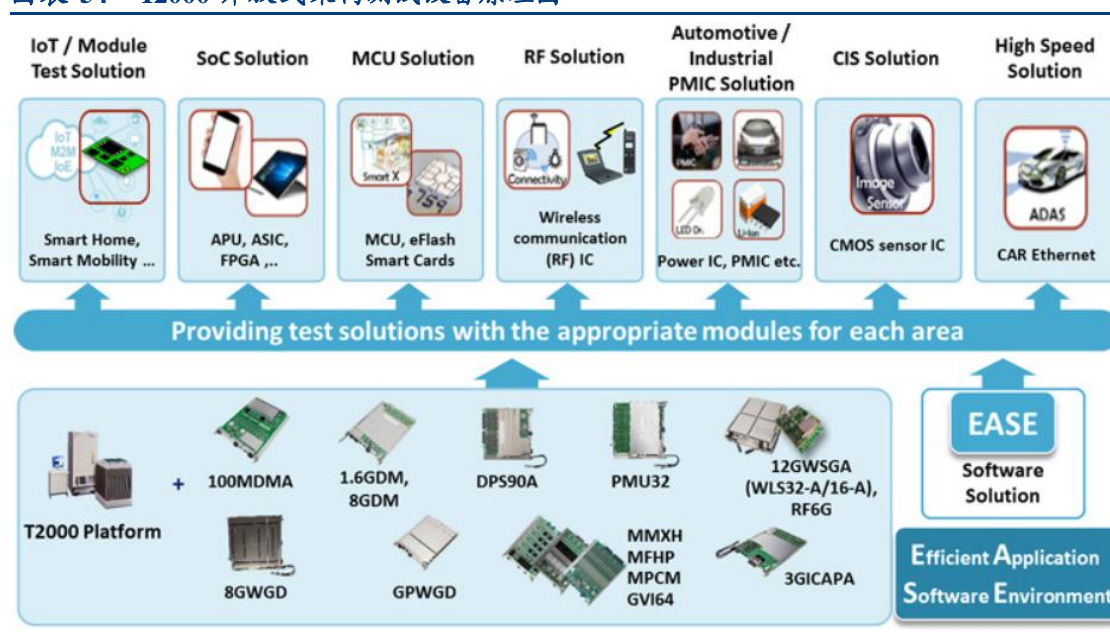 IoT / Module
Test Solution
SoC Solution
MCU Solution
RF Solution
Automotive /
Industrial
PMIC Solution
CIS Solution
High Speed
Solution
IoT
M2M
IoE
Smart Home,
Smart Mobility ...
APU, ASIC,
FPGA ,..
Smart X
MCU, eFlash
Smart Cards
Connectivity
Wireless
communication
(RF) IC
PMIC
LED Dr.
Li-Ion
Power IC, PMIC etc.
Image
Sensor
CMOS sensor IC
ADAS
CAR Ethernet
Providing test solutions with the appropriate modules for each area
T2000 Platform
+
100MDMA
1.6GDM,
8GDM
DPS90A
PMU32
12GWSGA
(WLS32-A/16-A),
RF6G
8GWGD
GPWGD
MMXH
MFHP
MPCM
GVI64
3GICAPA
EASE
Software
Solution
Efficient Application
Software Environment